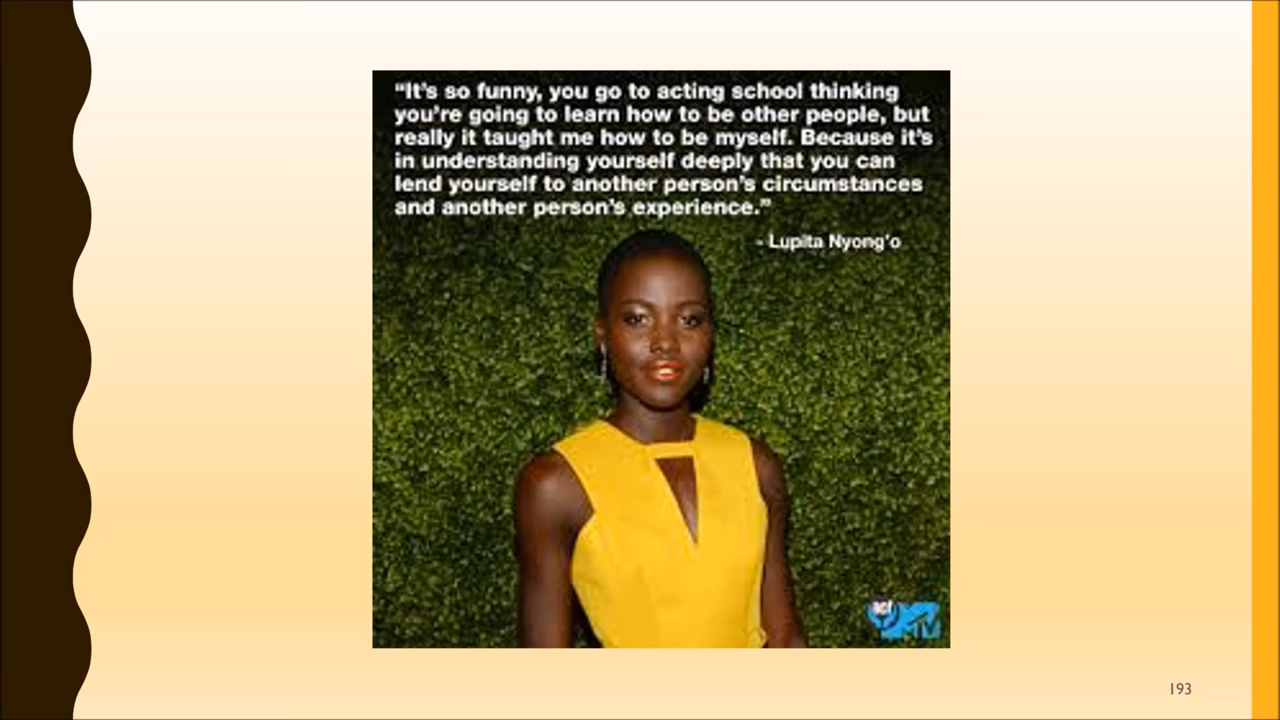 “It’s so funny, you go to acting school thinking
you’re going to learn how to be other people, but
really it taught me how to be myself. Because it’s
in understanding yourself deeply that you can
lend yourself to another person’s circumstances
and another person’s experience.”
- Lupita Nyong’o
act
MTV
193